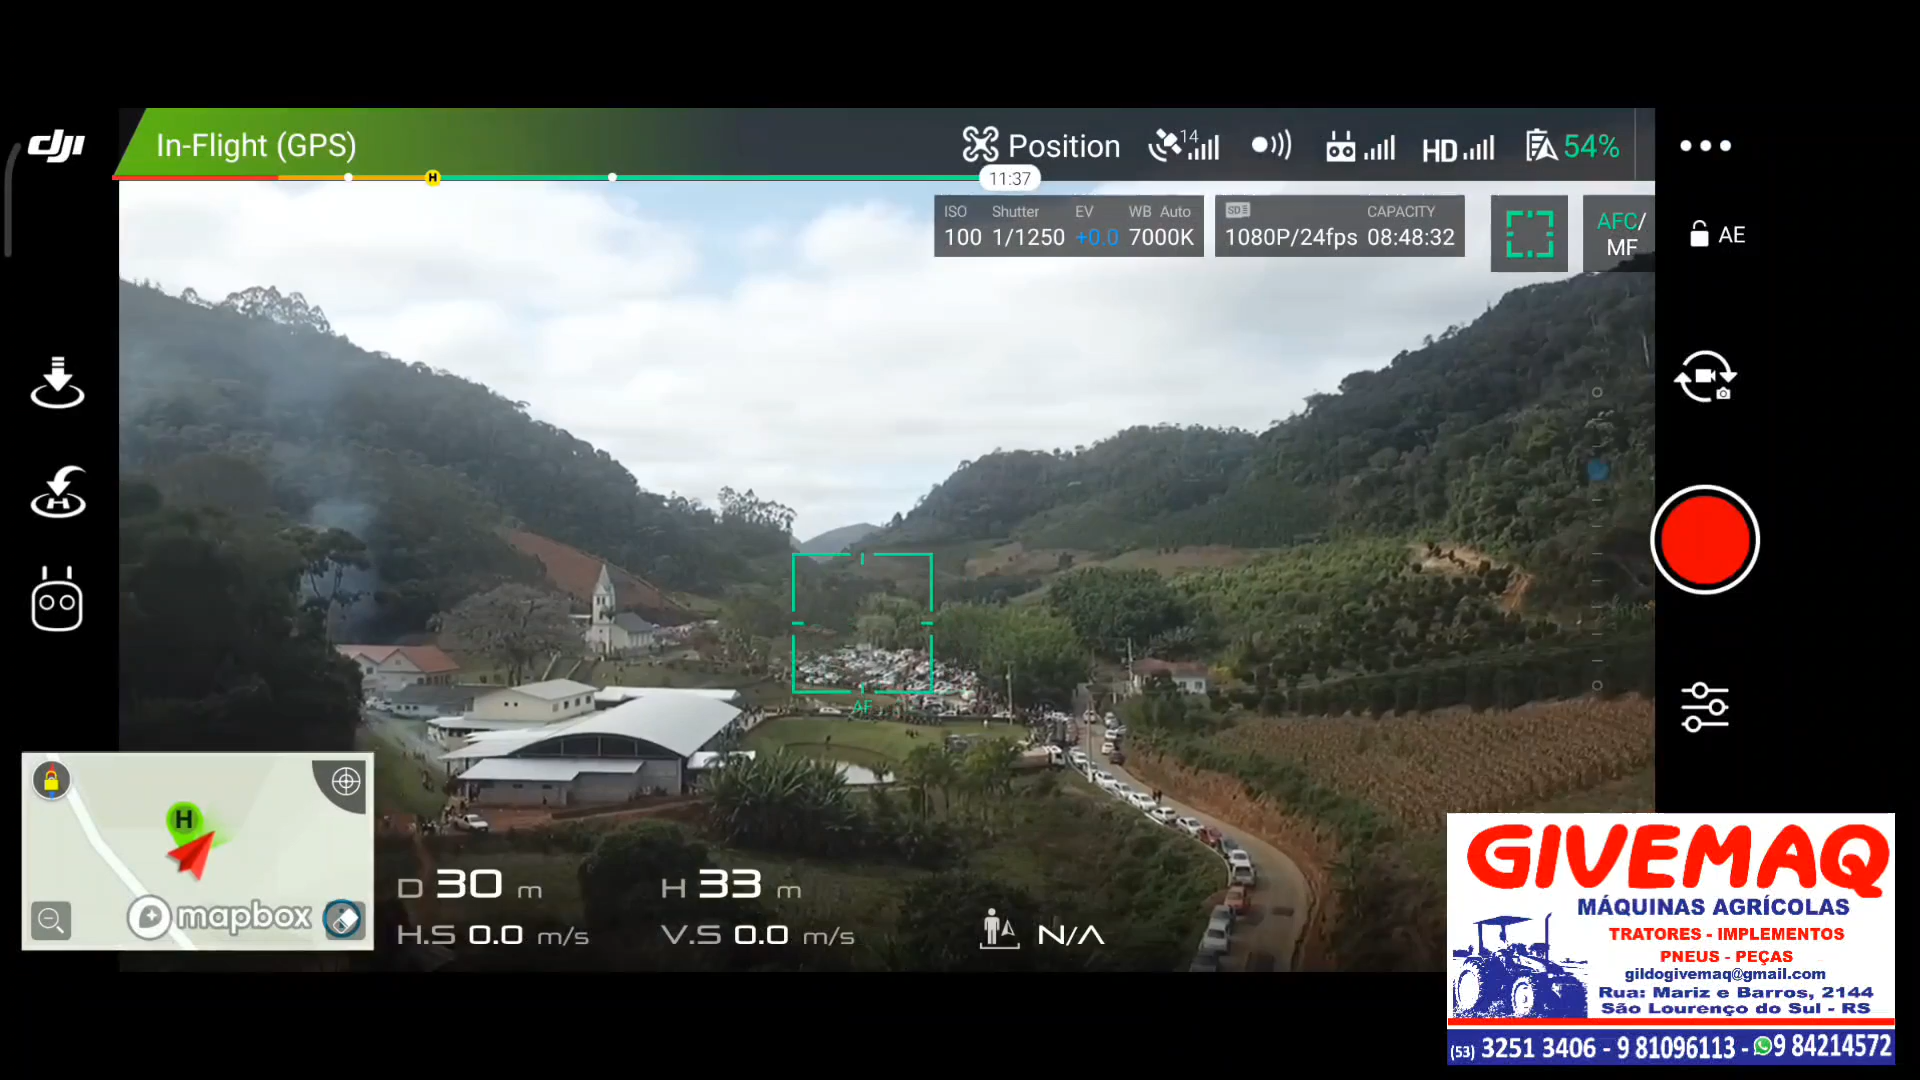 dji
In-Flight (GPS)
Position
14
HD
54%
H
11:37
ISO Shutter EV WB Auto
100 1/1250 +0.0 7000K
SD CAPACITY
1080P/24fps 08:48:32
AFC/
MF
AE
AF
H
mapbox
D 30 m
H 33 m
H.S 0.0 m/s
V.S 0.0 m/s
N/A
GIVEMAQ
MÁQUINAS AGRÍCOLAS
TRATORES - IMPLEMENTOS
PNEUS - PEÇAS
gildogivemaq@gmail.com
Rua: Mariz e Barros, 2144
São Lourenço do Sul - RS
(53) 3251 3406 - 9 81096113 - 9 84214572